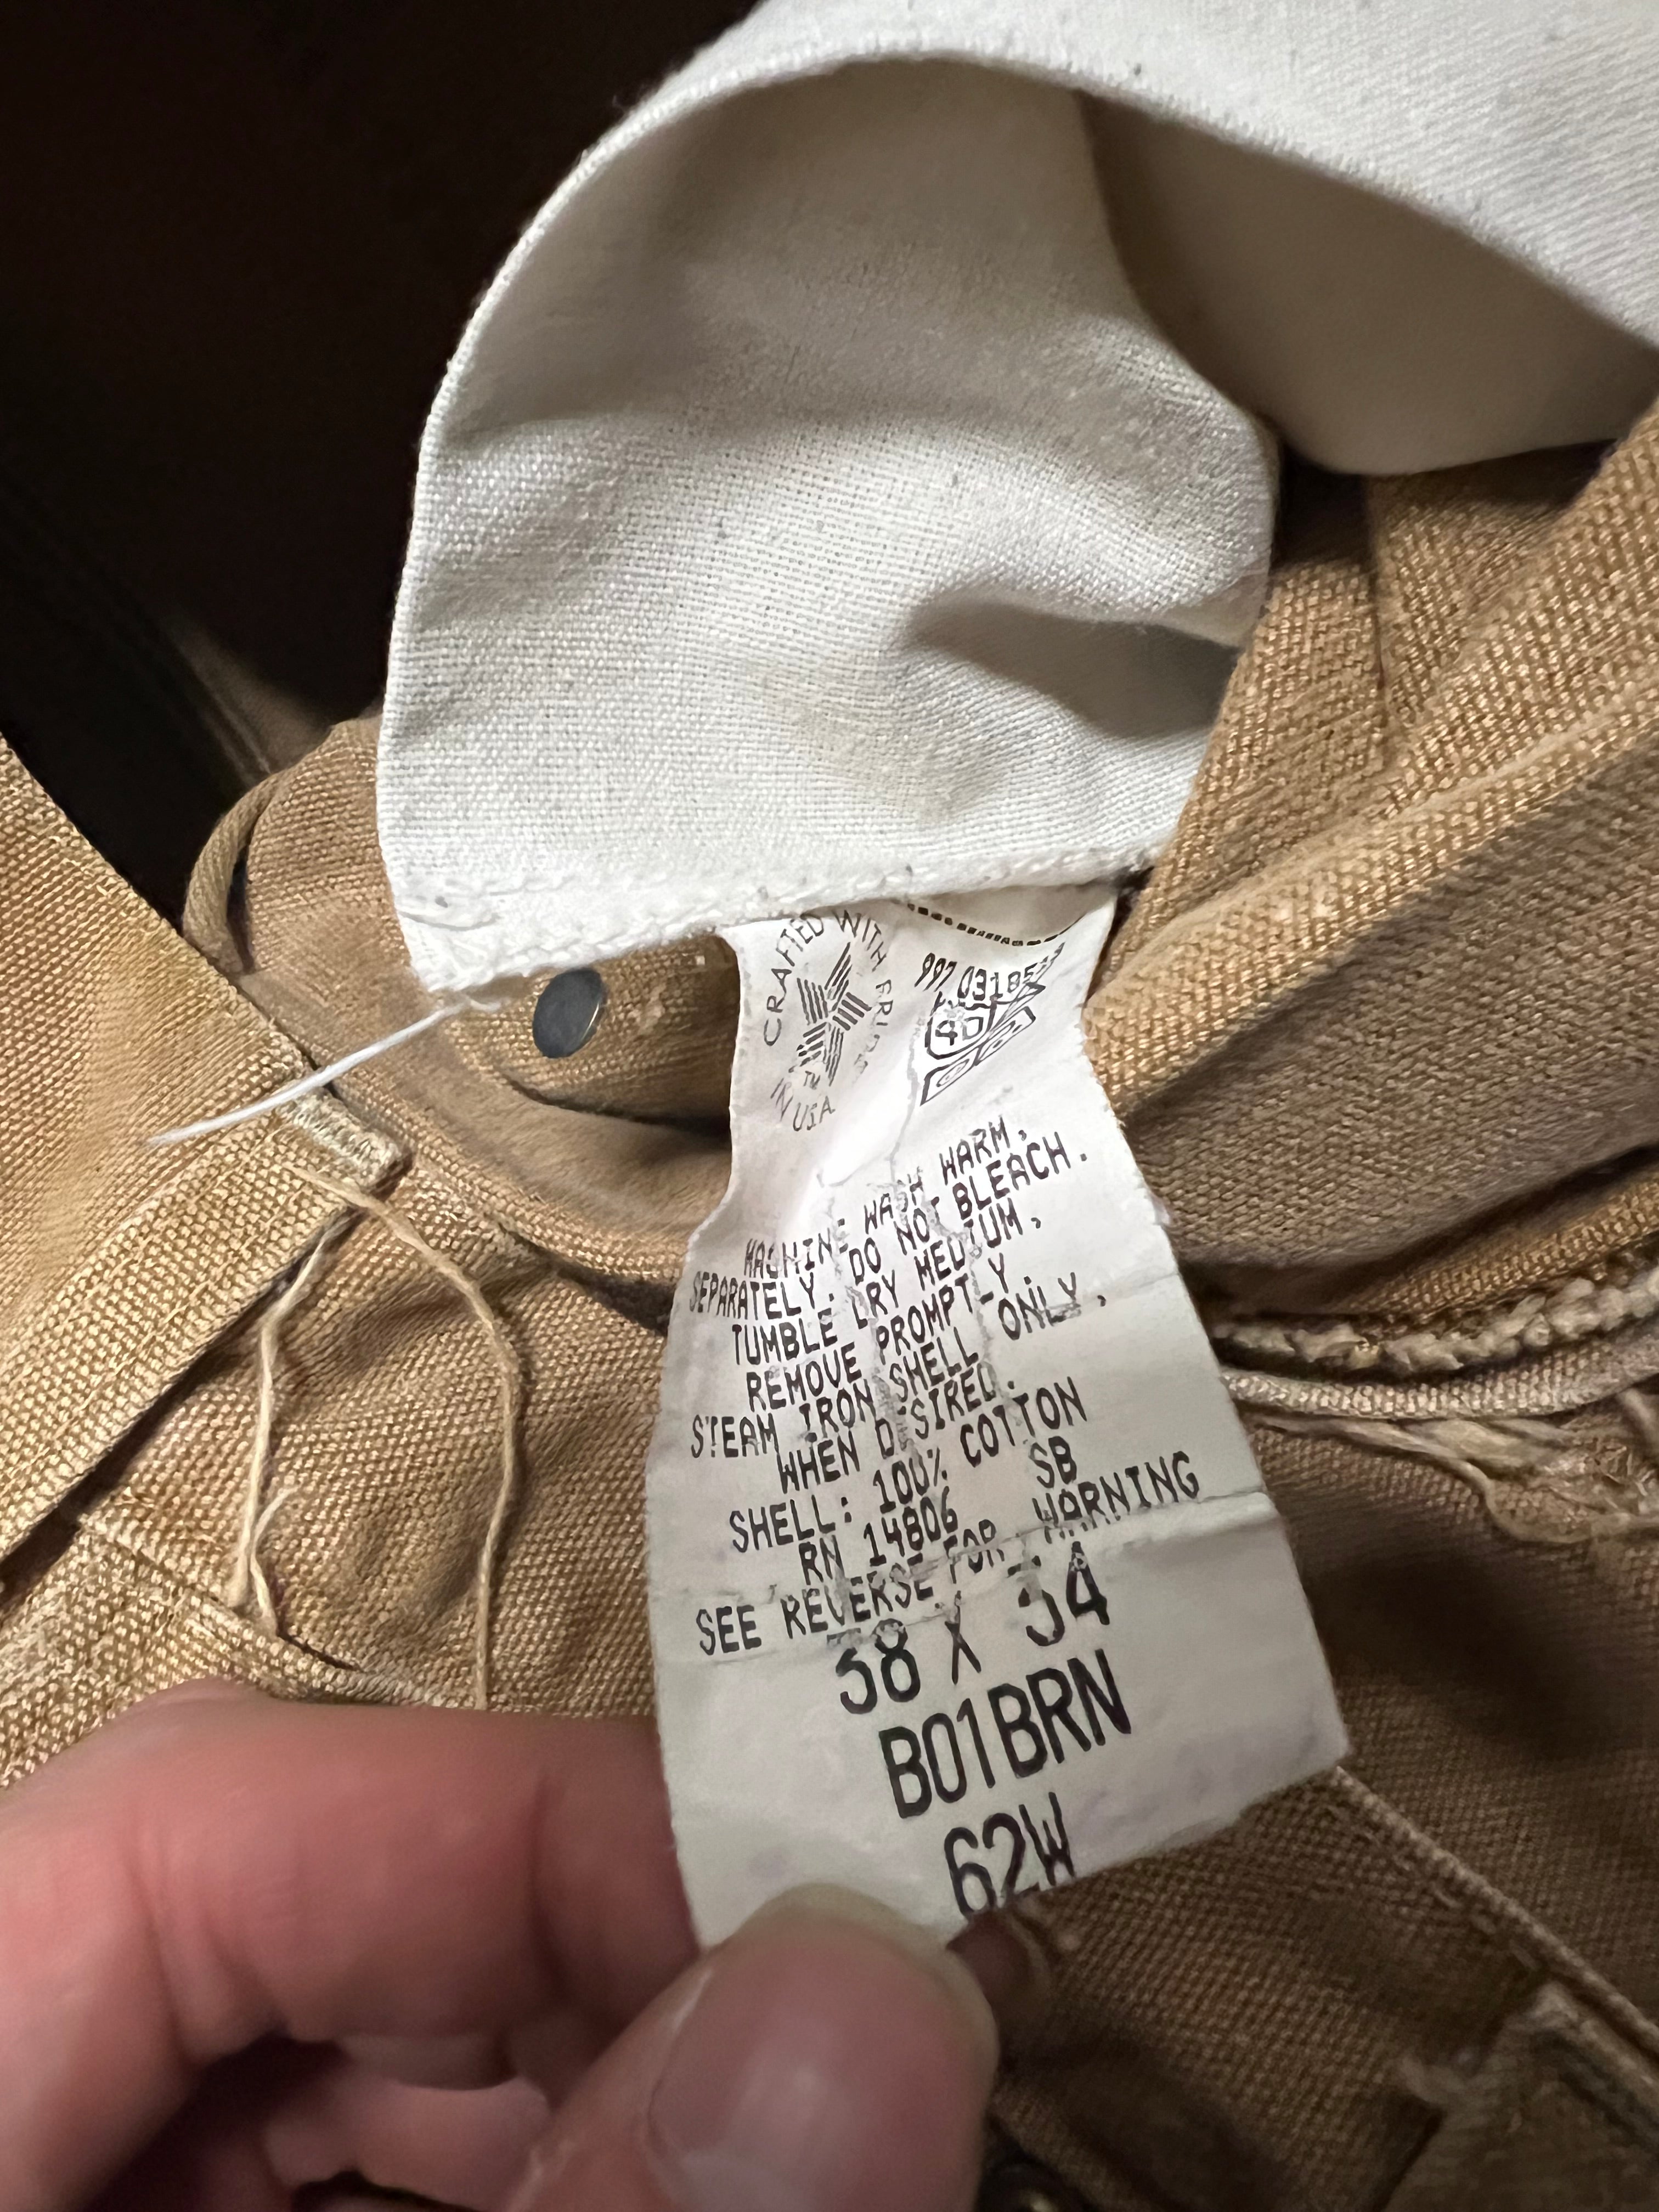 CRAFTED WITH PRIDE
IN USA
997
40
MACHINE WASH WARM,
SEPARATELY. DO NOT BLEACH.
TUMBLE DRY MEDIUM,
REMOVE PROMPTLY.
STEAM IRON SHELL ONLY,
WHEN DESIRED.
SHELL: 100% COTTON
RN 14806 SB
SEE REVERSE FOR WARNING
38 X 34
B01BRN
62W